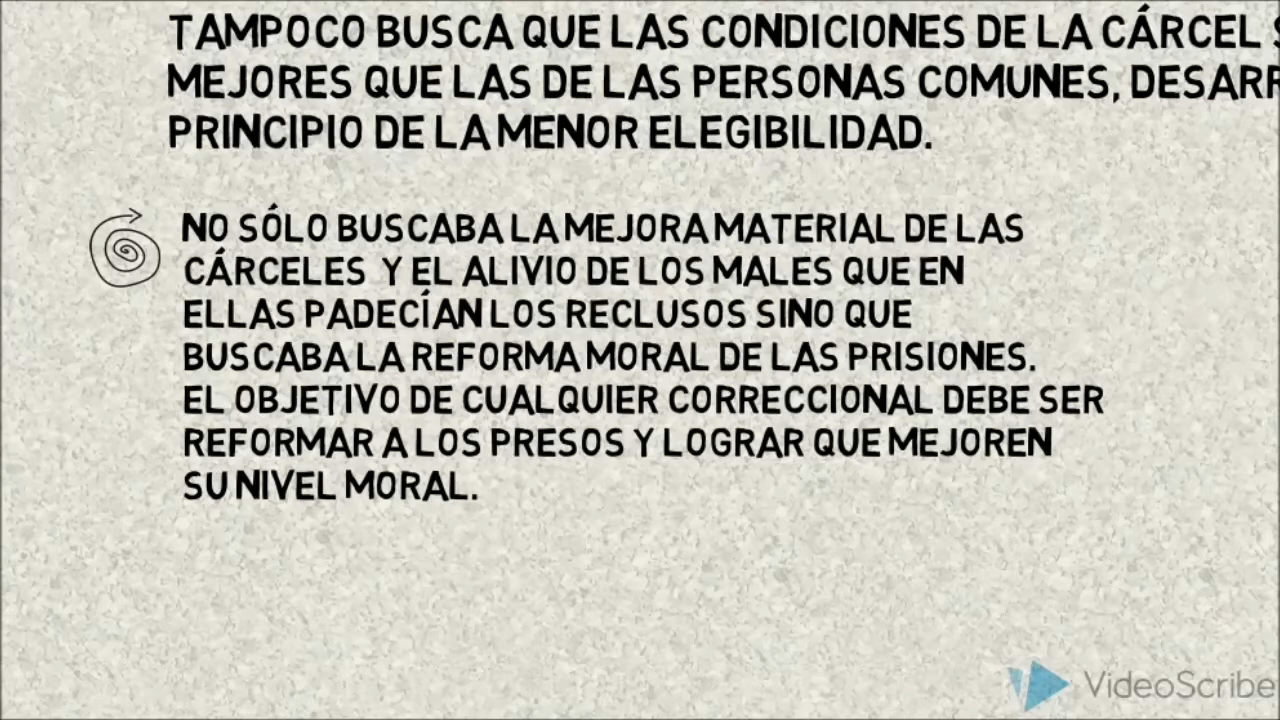 TAMPOCO BUSCA QUE LAS CONDICIONES DE LA CÁRCEL
MEJORES QUE LAS DE LAS PERSONAS COMUNES, DESARR
PRINCIPIO DE LA MENOR ELEGIBILIDAD.
NO SÓLO BUSCABA LA MEJORA MATERIAL DE LAS
CÁRCELES Y EL ALIVIO DE LOS MALES QUE EN
ELLAS PADECÍAN LOS RECLUSOS SINO QUE
BUSCABA LA REFORMA MORAL DE LAS PRISIONES.
EL OBJETIVO DE CUALQUIER CORRECCIONAL DEBE SER
REFORMAR A LOS PRESOS Y LOGRAR QUE MEJOREN
SU NIVEL MORAL.
VideoScribe